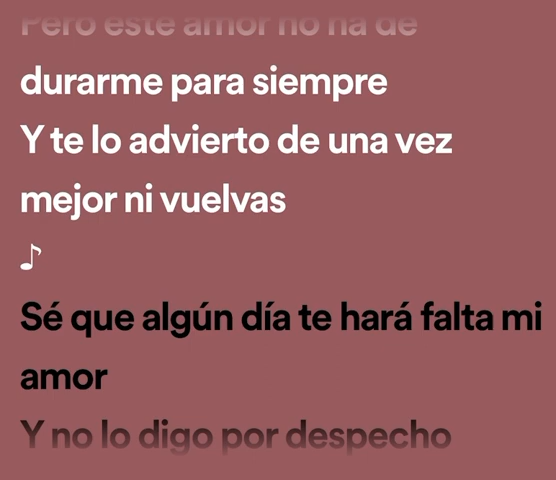 Pero este amor no ha de
durarme para siempre
Y te lo advierto de una vez
mejor ni vuelvas
♪
Sé que algún día te hará falta mi
amor
Y no lo digo por despecho